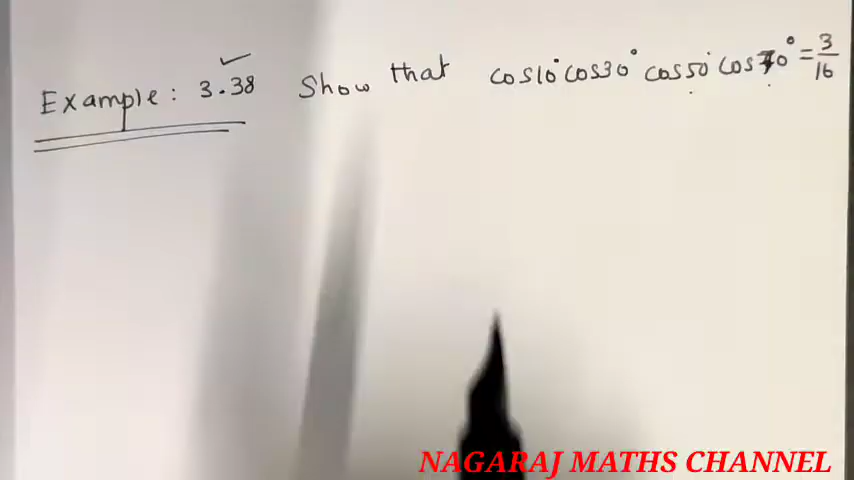 Example: 3.38 Show that cos10° cos30° cos50° cos70° = 3/16
NAGARAJ MATHS CHANNEL